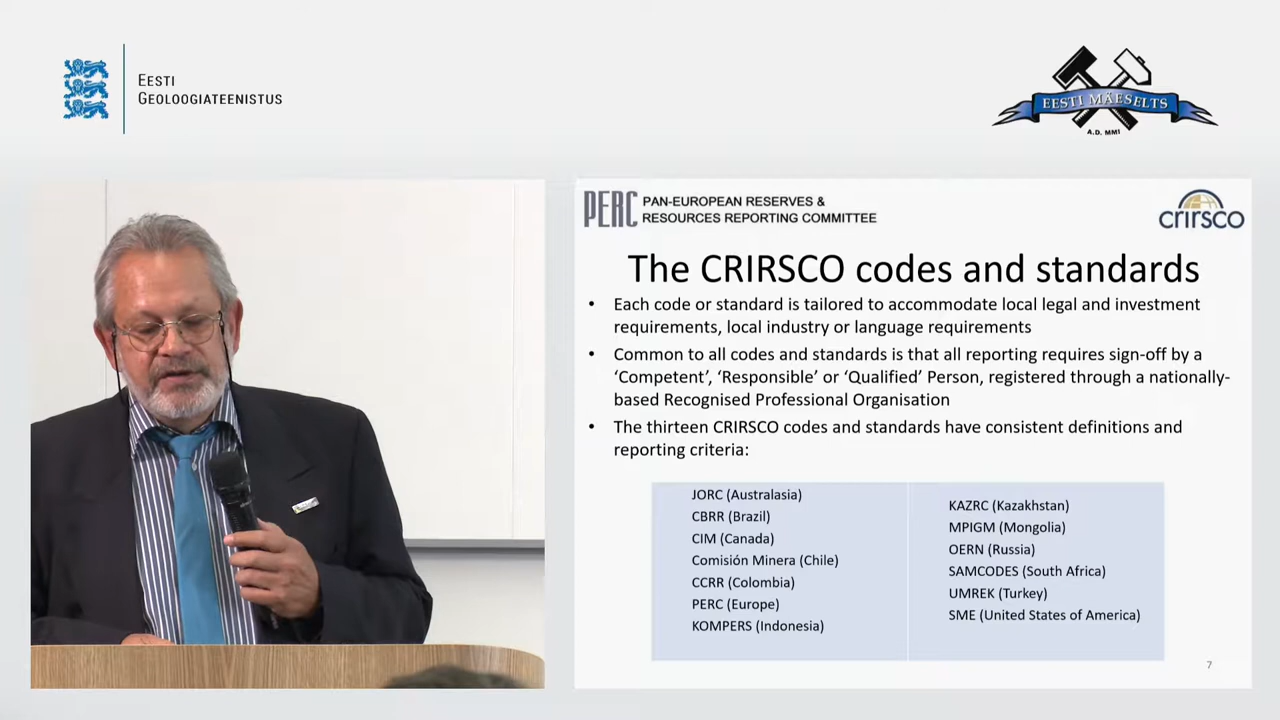 EESTI
GEOLOOGIATEENISTUS
EESTI MÄESELTS
A.D. MMI
PERC
PAN-EUROPEAN RESERVES &
RESOURCES REPORTING COMMITTEE
crirsco
The CRIRSCO codes and standards
• Each code or standard is tailored to accommodate local legal and investment
requirements, local industry or language requirements
• Common to all codes and standards is that all reporting requires sign-off by a
‘Competent’, ‘Responsible’ or ‘Qualified’ Person, registered through a nationally-
based Recognised Professional Organisation
• The thirteen CRIRSCO codes and standards have consistent definitions and
reporting criteria:
JORC (Australasia)
CBRR (Brazil)
CIM (Canada)
Comisión Minera (Chile)
CCRR (Colombia)
PERC (Europe)
KOMPERS (Indonesia)
KAZRC (Kazakhstan)
MPIGM (Mongolia)
OERN (Russia)
SAMCODES (South Africa)
UMREK (Turkey)
SME (United States of America)
7